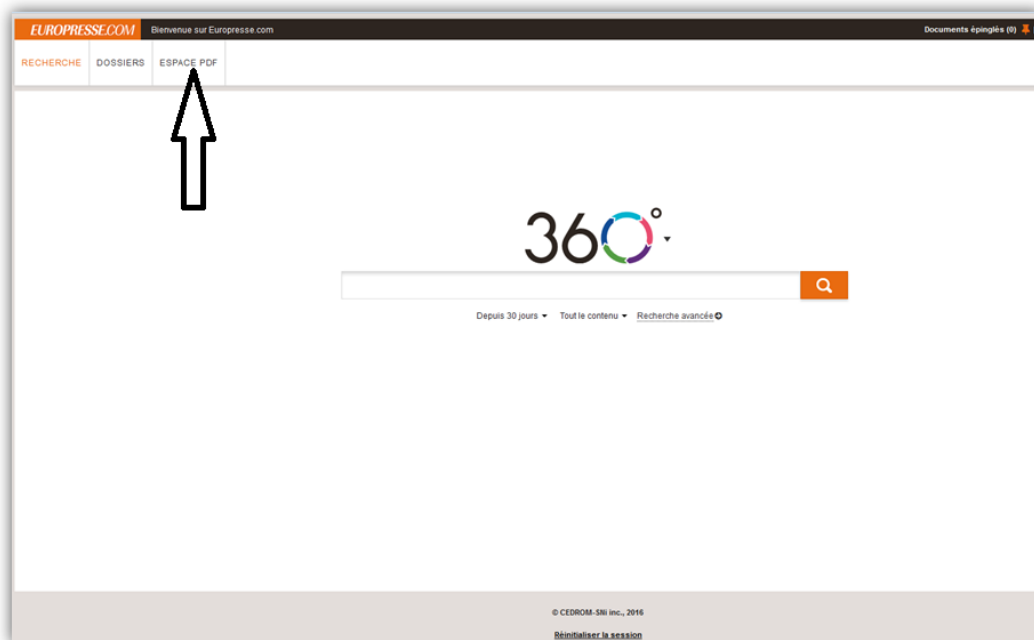 EUROPRESSE.COM Bienvenue sur Europresse.com Documents épinglés (0)
RECHERCHE DOSSIERS ESPACE PDF
360°
Depuis 30 jours Tout le contenu Recherche avancée
© CEDROM-SNi inc., 2016
Réinitialiser la session